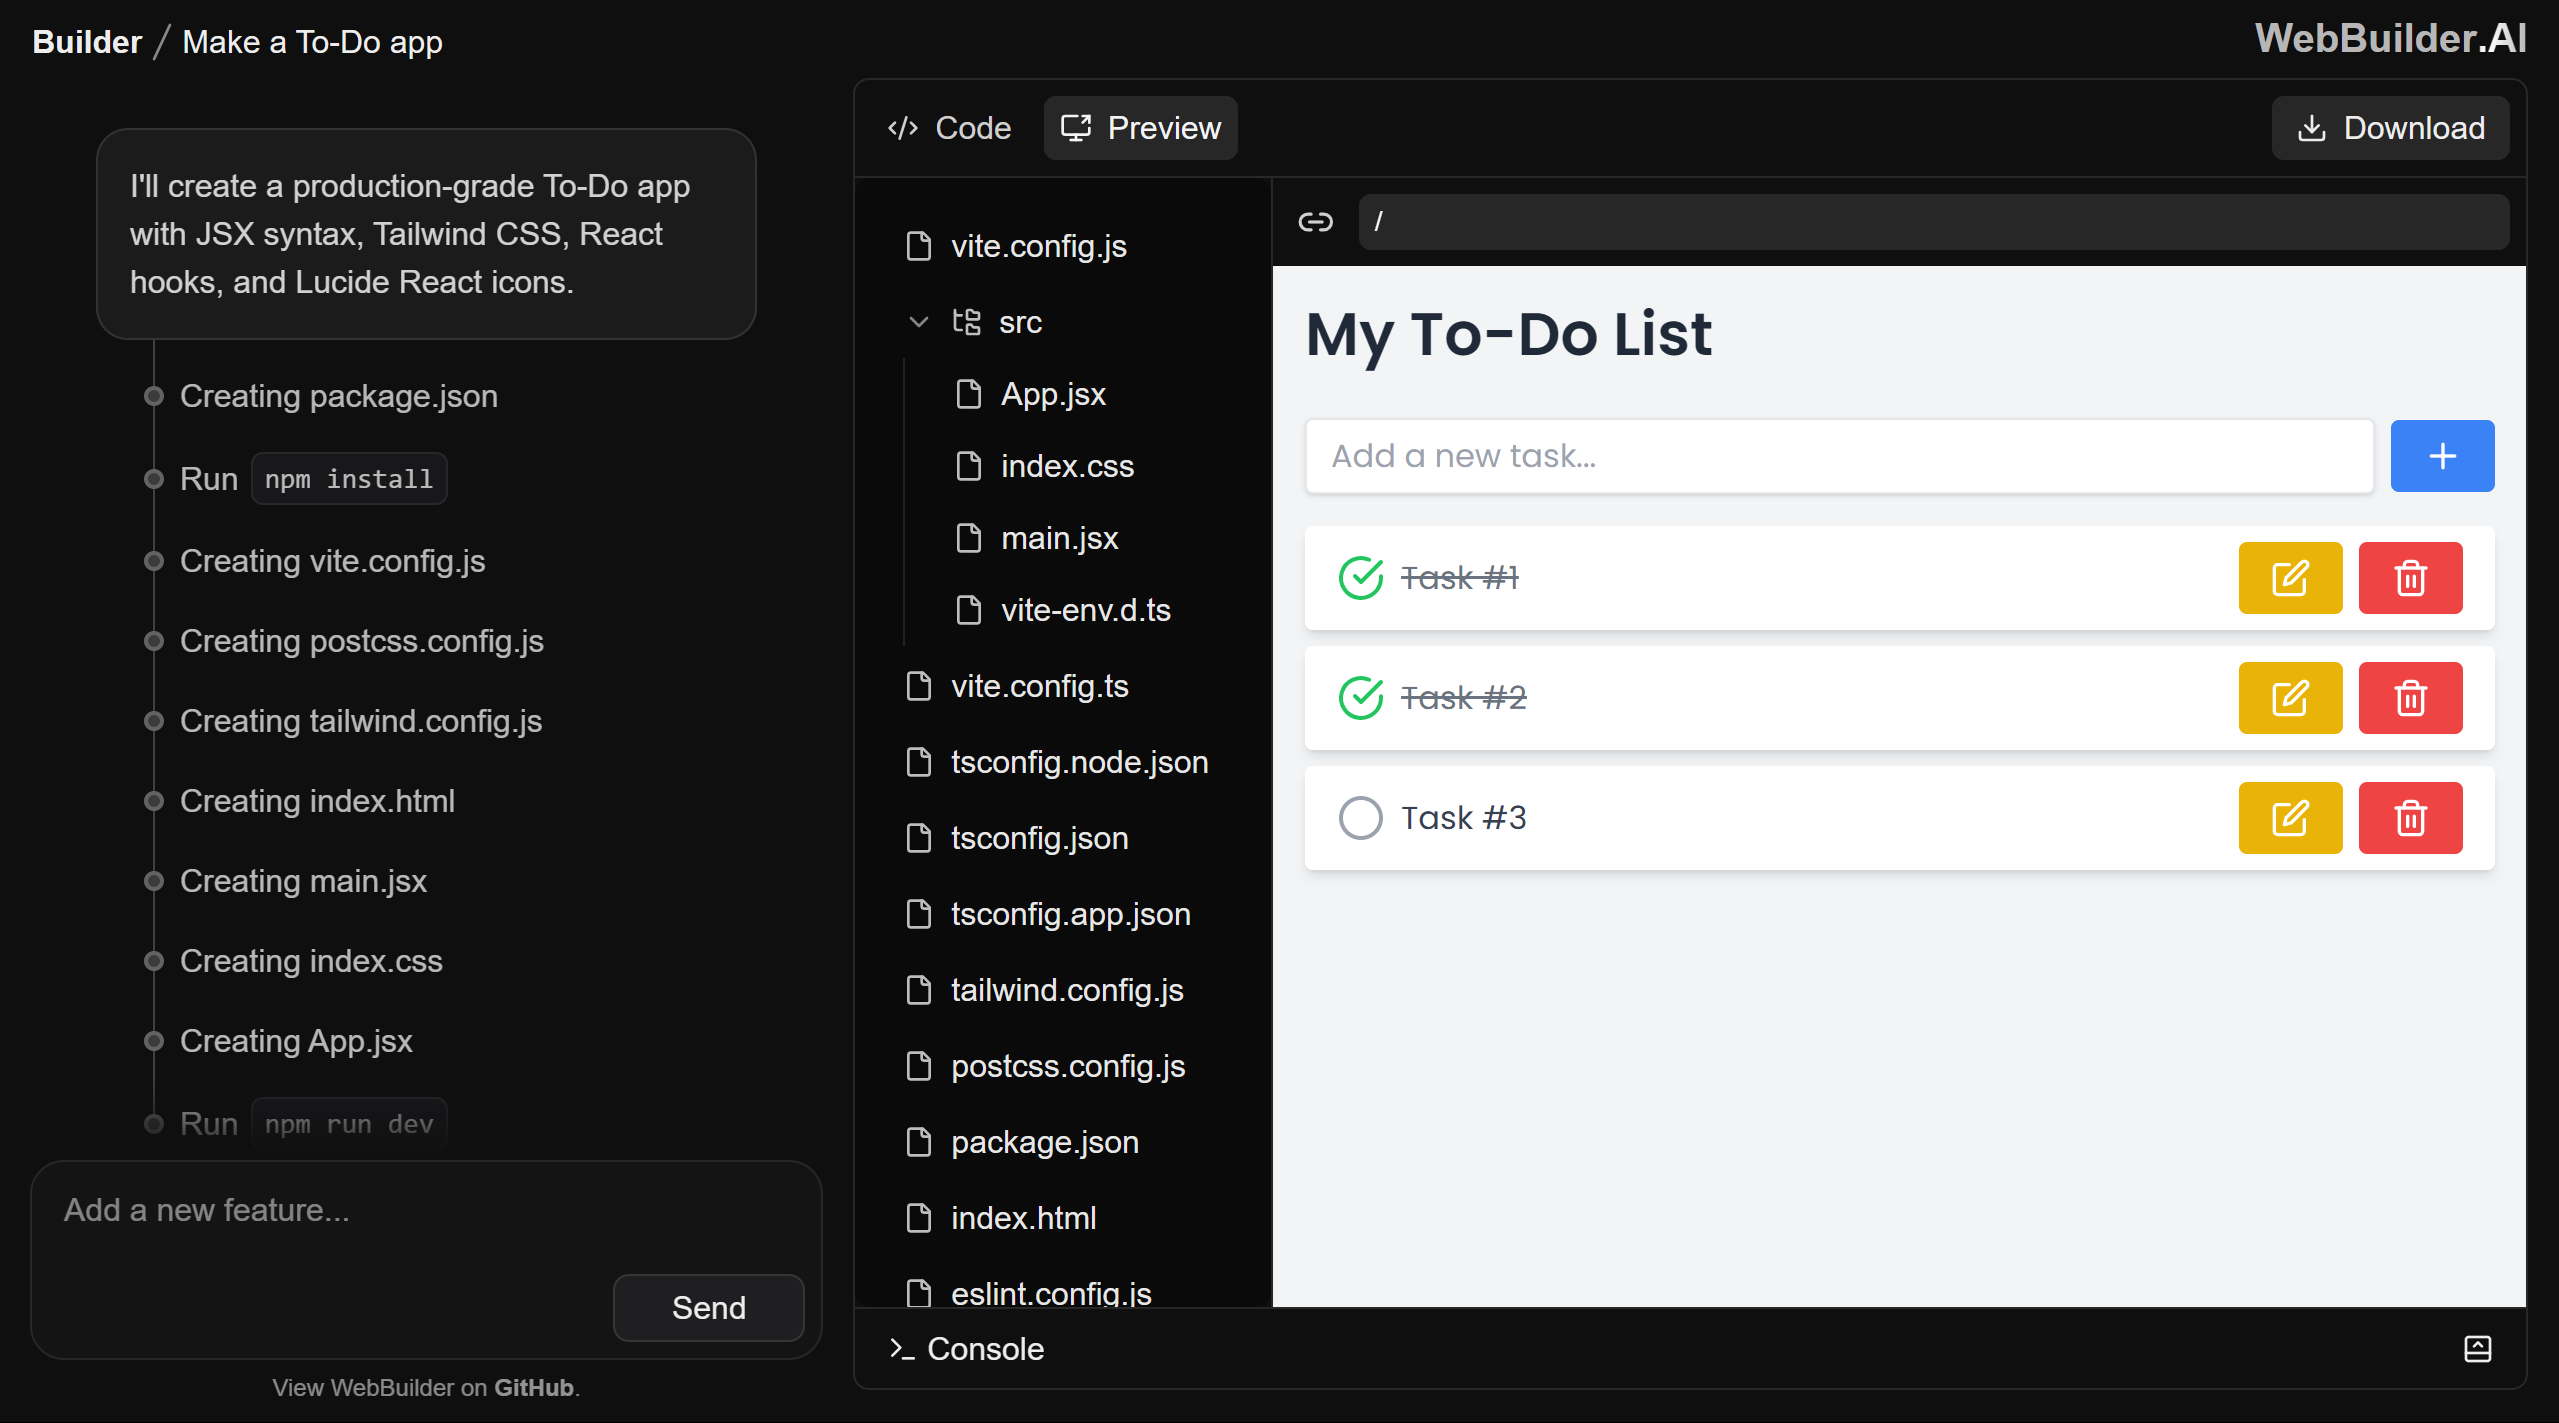 Builder / Make a To-Do app
WebBuilder.AI
I'll create a production-grade To-Do app
with JSX syntax, Tailwind CSS, React
hooks, and Lucide React icons.
Creating package.json
Run npm install
Creating vite.config.js
Creating postcss.config.js
Creating tailwind.config.js
Creating index.html
Creating main.jsx
Creating index.css
Creating App.jsx
Run npm run dev
Add a new feature...
Send
View WebBuilder on GitHub.
Code
Preview
Download
vite.config.js
src
App.jsx
index.css
main.jsx
vite-env.d.ts
vite.config.ts
tsconfig.node.json
tsconfig.json
tsconfig.app.json
tailwind.config.js
postcss.config.js
package.json
index.html
eslint.config.js
/
My To-Do List
Add a new task...
Task #1
Task #2
Task #3
Console